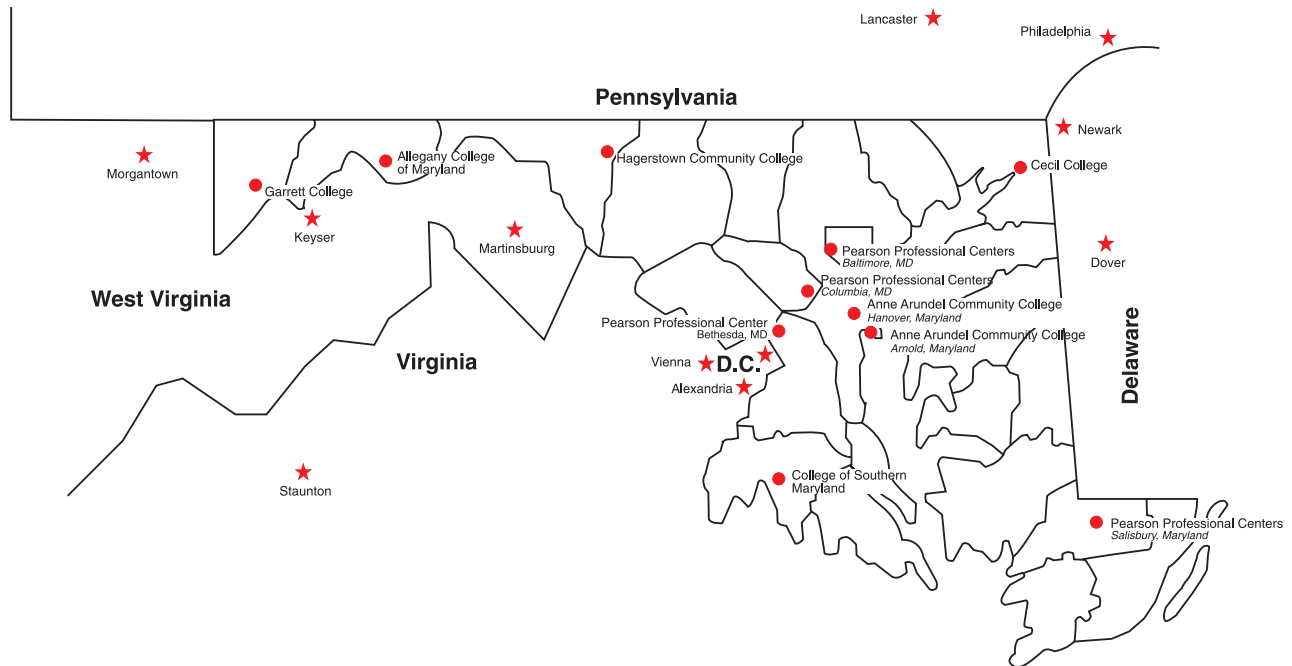 Lancaster
Philadelphia
Pennsylvania
Newark
Morgantown
Allegany College
of Maryland
Hagerstown Community College
Cecil College
Garrett College
Keyser
Martinsbuurg
Pearson Professional Centers
Baltimore, MD
Dover
West Virginia
Pearson Professional Centers
Columbia, MD
Anne Arundel Community College
Hanover, Maryland
Pearson Professional Center
Bethesda, MD
Anne Arundel Community College
Arnold, Maryland
Virginia
Vienna
D.C.
Delaware
Alexandria
College of Southern
Maryland
Staunton
Pearson Professional Centers
Salisbury, Maryland